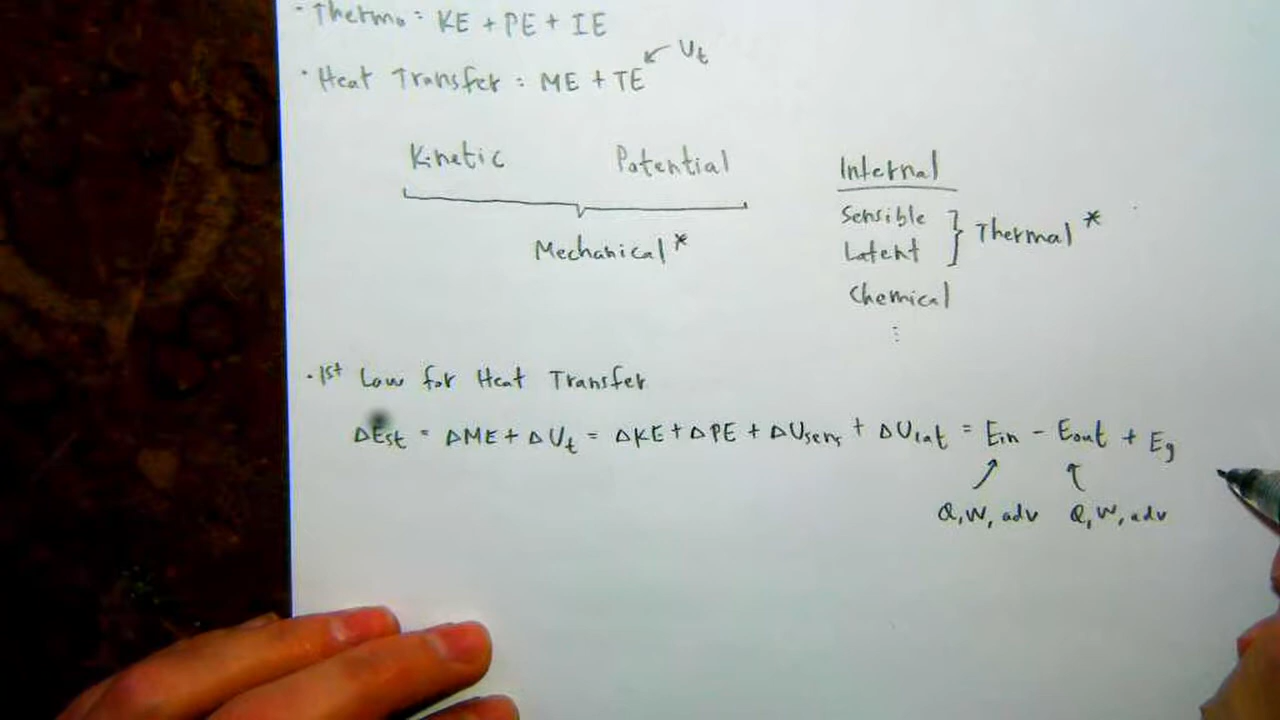 · Thermo: KE + PE + IE
· Heat Transfer: ME + TE ↙ Ut
Kinetic Potential Internal
Mechanical*
Sensible
Latent } Thermal *
Chemical
⋮
· 1st Law for Heat Transfer
ΔEst = ΔME + ΔUt = ΔKE + ΔPE + ΔUsens + ΔUlat = Ein - Eout + Eg
Q, W, adv Q, W, adv